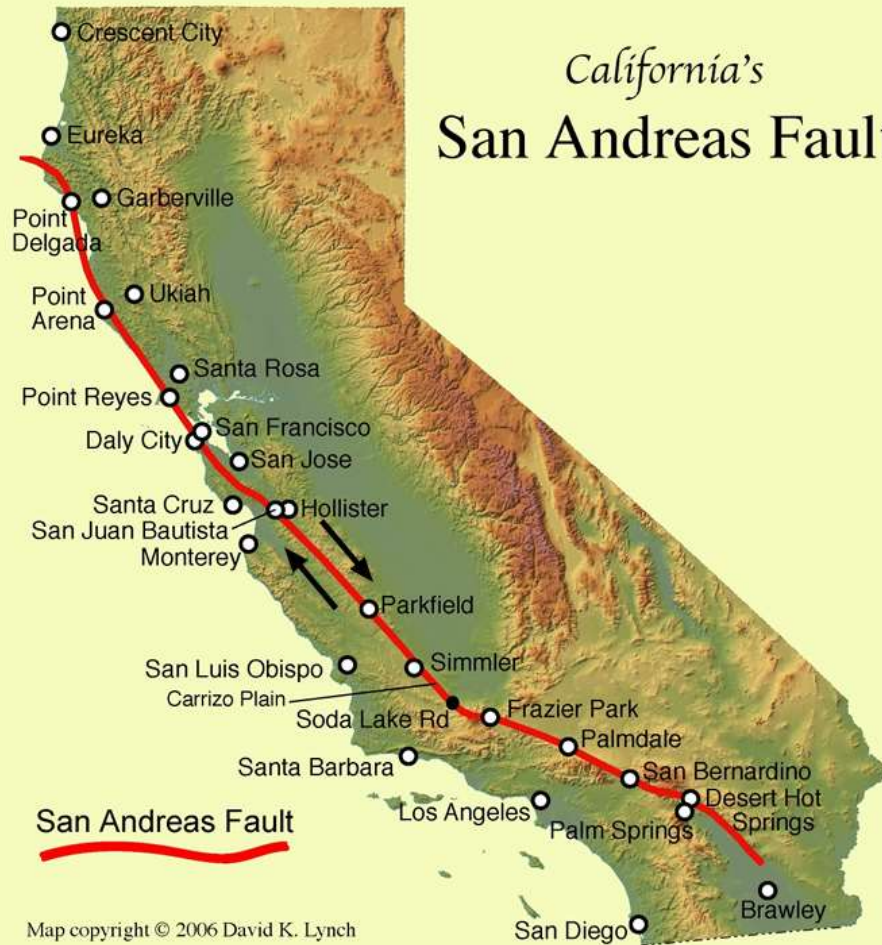 California's
San Andreas Faul
Crescent City
Eureka
Garberville
Point
Delgada
Ukiah
Point
Arena
Santa Rosa
Point Reyes
San Francisco
Daly City
San Jose
Santa Cruz
Hollister
San Juan Bautista
Monterey
Parkfield
San Luis Obispo
Simmler
Carrizo Plain
Soda Lake Rd
Frazier Park
Palmdale
Santa Barbara
San Bernardino
Los Angeles
Desert Hot
Springs
Palm Springs
San Andreas Fault
Brawley
San Diego
Map copyright © 2006 David K. Lynch